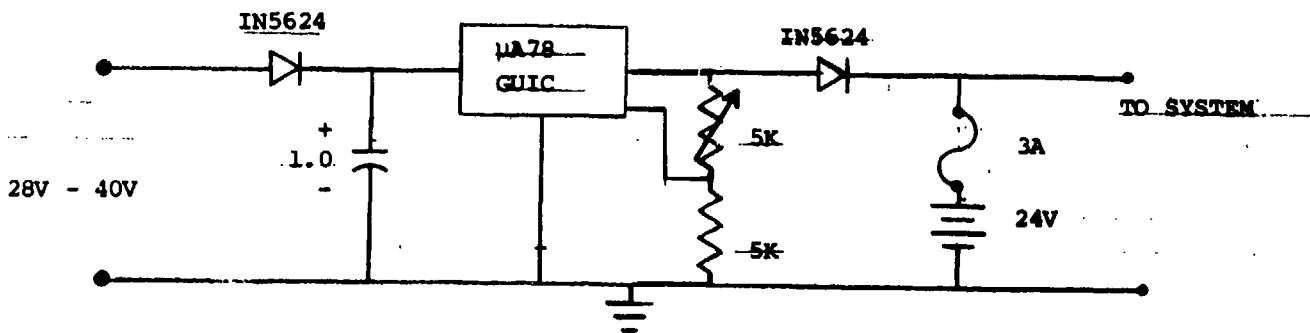 IN5624
IN5624
µA78
GUIC
5K
TO SYSTEM
3A
+
1.0
-
28V - 40V
24V
5K